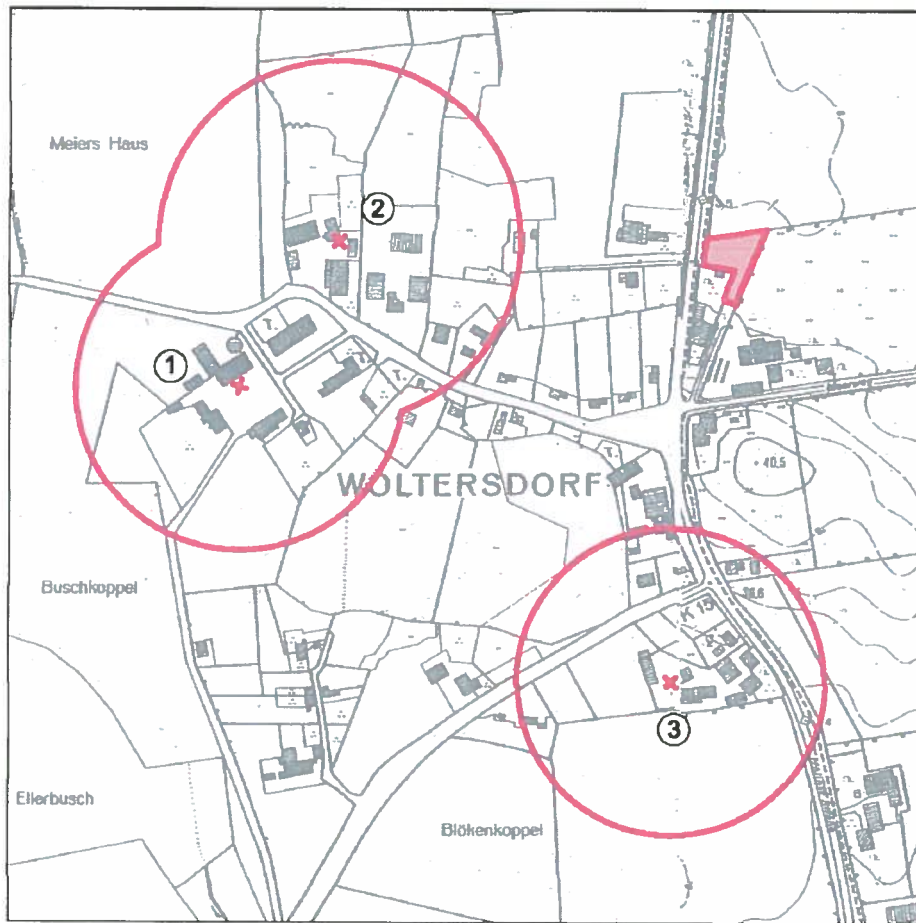 Meiers Haus
2
1
40,5
WOLTERSDORF
Buschkoppel
K 15
3
Ellerbusch
Blökenkoppel